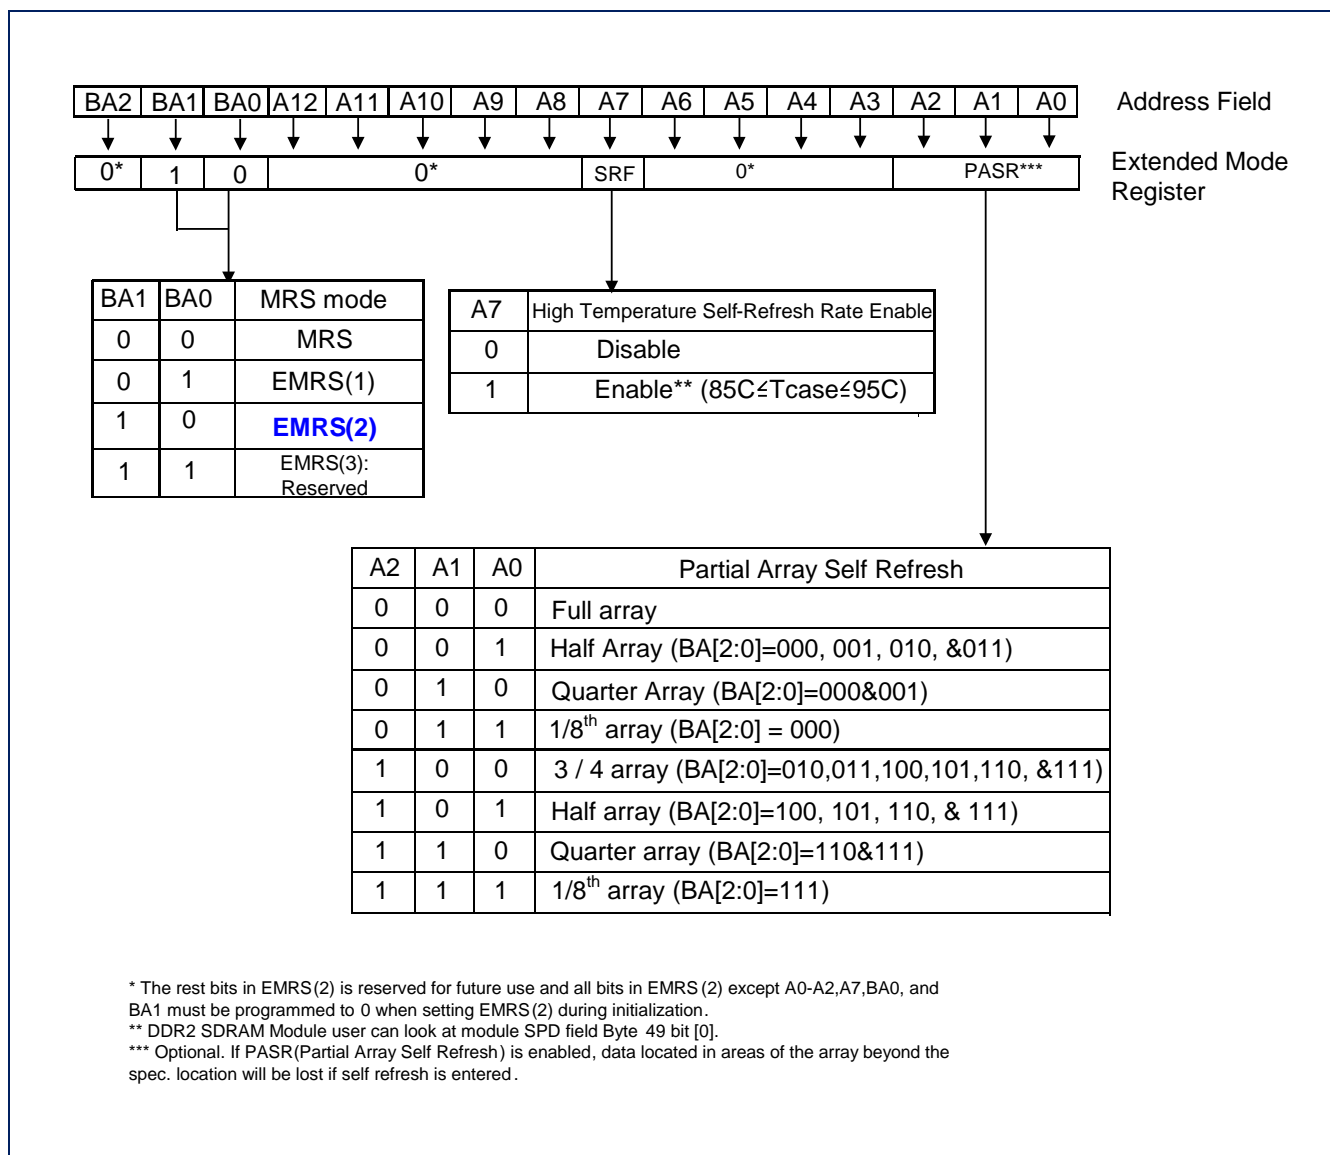 BA2 BA1 BA0 A12 A11 A10 A9 A8 A7 A6 A5 A4 A3 A2 A1 A0 Address Field
0* 1 0 0* SRF 0* PASR*** Extended Mode
Register
BA1 BA0 MRS mode
0 0 MRS
0 1 EMRS(1)
1 0 EMRS(2)
1 1 EMRS(3):
Reserved
A7 High Temperature Self-Refresh Rate Enable
0 Disable
1 Enable** (85C≤Tcase≤95C)
A2 A1 A0 Partial Array Self Refresh
0 0 0 Full array
0 0 1 Half Array (BA[2:0]=000, 001, 010, &011)
0 1 0 Quarter Array (BA[2:0]=000&001)
0 1 1 1/8th array (BA[2:0] = 000)
1 0 0 3 / 4 array (BA[2:0]=010,011,100,101,110, &111)
1 0 1 Half array (BA[2:0]=100, 101, 110, & 111)
1 1 0 Quarter array (BA[2:0]=110&111)
1 1 1 1/8th array (BA[2:0]=111)
* The rest bits in EMRS(2) is reserved for future use and all bits in EMRS(2) except A0-A2,A7,BA0, and
BA1 must be programmed to 0 when setting EMRS(2) during initialization.
** DDR2 SDRAM Module user can look at module SPD field Byte 49 bit [0].
*** Optional. If PASR(Partial Array Self Refresh) is enabled, data located in areas of the array beyond the
spec. location will be lost if self refresh is entered.